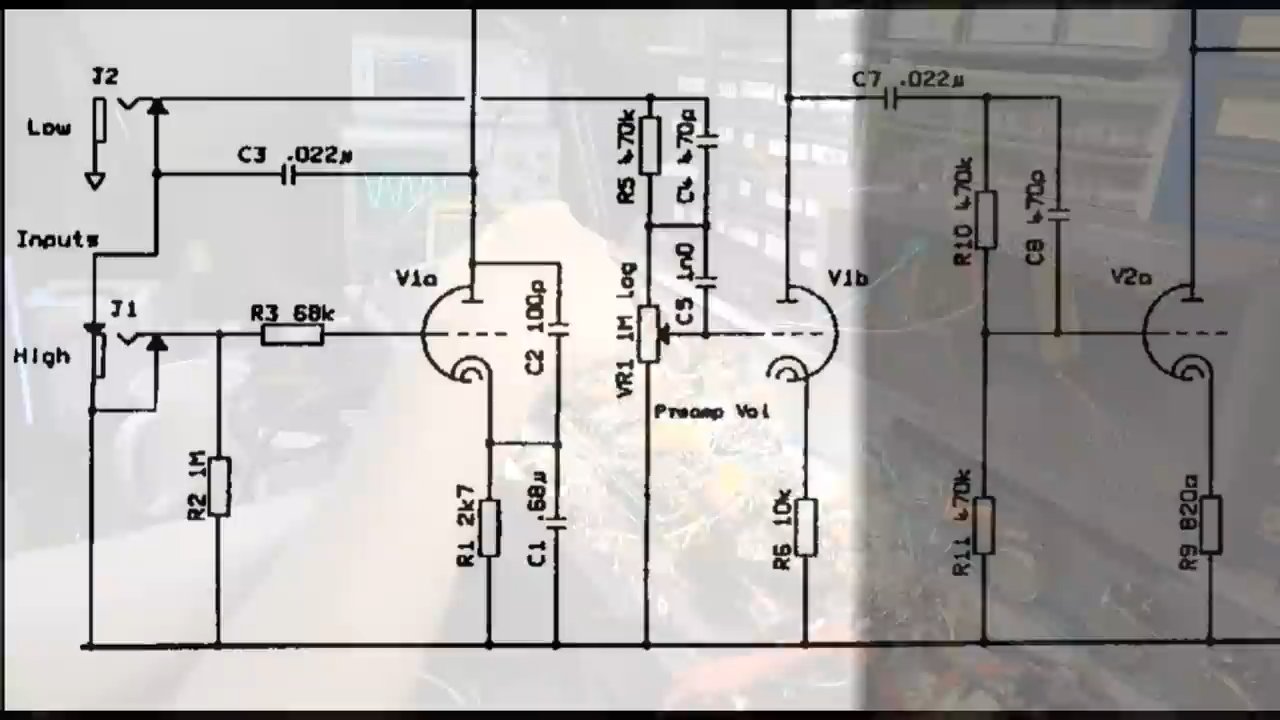 J2
Low
C3 .022µ
Inputs
J1
High
R3 68k
R2 1M
V1a
C2 100p
R1 2k7
C1 .68µ
R5 470k
C4 470p
C5 1n0
VR1 1M log
Preamp Vol
V1b
R6 10k
C7 .022µ
R10 470k
C8 470p
R11 470k
V2a
R9 820a